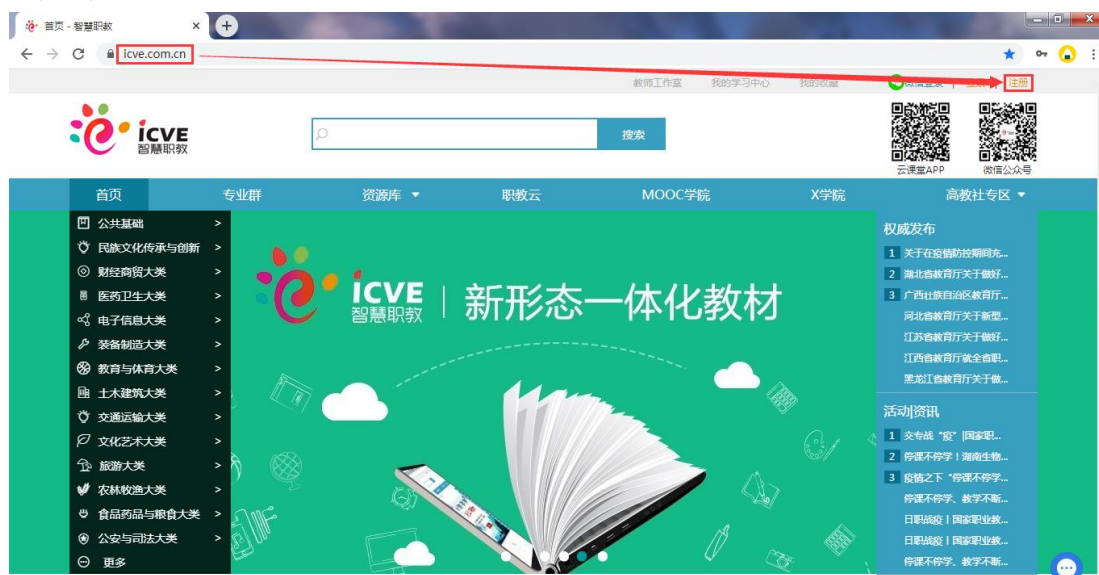 首页 - 智慧职教
icve.com.cn
教师工作室 我的学习中心 我的收藏 微信登录 | 登录 | 注册
icve
智慧职教
搜索
云课堂APP 微信公众号
首页 专业群 资源库 职教云 MOOC学院 X学院 高教社专区
公共基础
民族文化传承与创新
财经商贸大类
医药卫生大类
电子信息大类
装备制造大类
教育与体育大类
土木建筑大类
交通运输大类
文化艺术大类
旅游大类
农林牧渔大类
食品药品与粮食大类
公安与司法大类
更多
icve
智慧职教
新形态一体化教材
权威发布
1 关于在疫情防控期间充...
2 湖北省教育厅关于做好...
3 广西壮族自治区教育厅...
河北省教育厅关于新型...
江苏省教育厅关于做好...
江西省教育厅就全省职...
黑龙江省教育厅关于做...
活动|资讯
1 交专战“疫”|国家职...
2 停课不停学！湖南生物...
3 疫情之下“停课不停学...
停课不停学、教学不断...
日职战疫 | 国家职业教...
日职战疫 | 国家职业教...
停课不停学、教学不断...